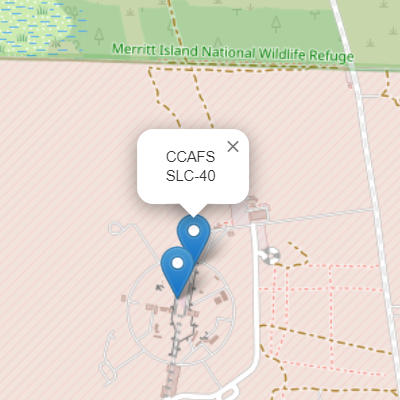 Merritt Island National Wildlife Refuge
CCAFS
SLC-40